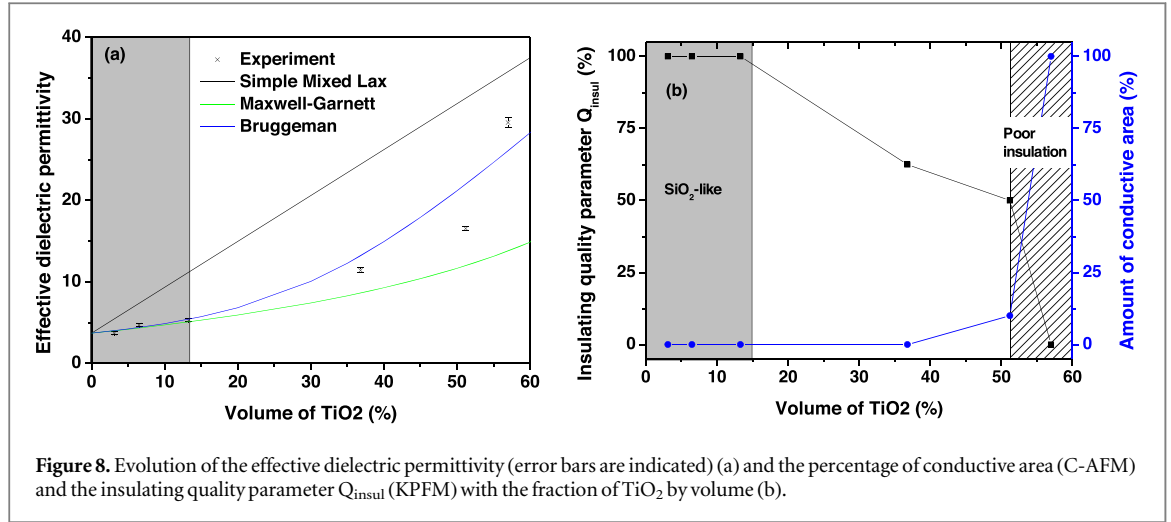 40
30
20
10
0
0
10
20
30
40
50
60
Effective dielectric permittivity
Volume of TiO2 (%)
(a)
Experiment
Simple Mixed Lax
Maxwell-Garnett
Bruggeman
100
75
50
25
0
0
10
20
30
40
50
60
100
75
50
25
0
Insulating quality parameter Qinsul (%)
Amount of conductive area (%)
Volume of TiO2 (%)
(b)
SiO2-like
Poor
insulation
Figure 8. Evolution of the effective dielectric permittivity (error bars are indicated) (a) and the percentage of conductive area (C-AFM)
and the insulating quality parameter Qinsul (KPFM) with the fraction of TiO2 by volume (b).